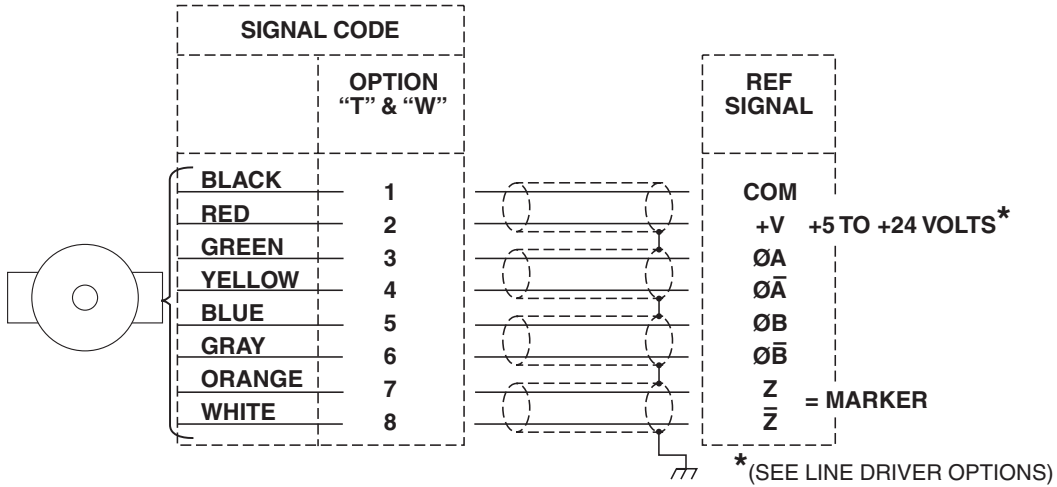 SIGNAL CODE
OPTION
“T” & “W”
REF
SIGNAL
BLACK 1 COM
RED 2 +V +5 TO +24 VOLTS*
GREEN 3 ØA
YELLOW 4 ØA̅
BLUE 5 ØB
GRAY 6 ØB̅
ORANGE 7 Z
= MARKER
WHITE 8 Z̅
*(SEE LINE DRIVER OPTIONS)